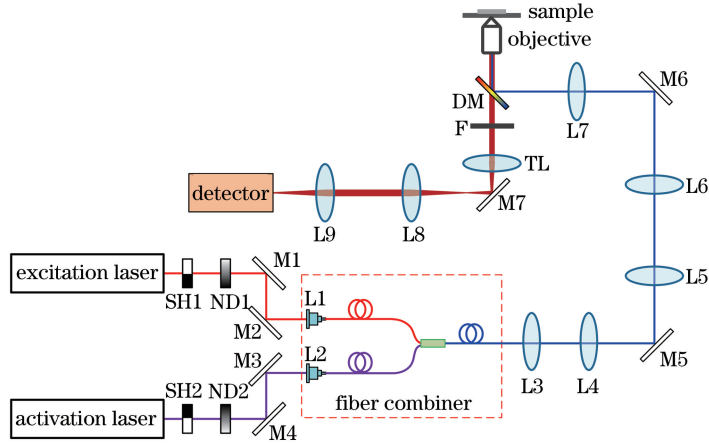 sample
objective
M6
DM
L7
F
TL
L6
detector
M7
L9
L8
M1
excitation laser
L5
SH1
ND1
L1
M2
M3
L2
M5
SH2
ND2
L3
L4
activation laser
M4
fiber combiner